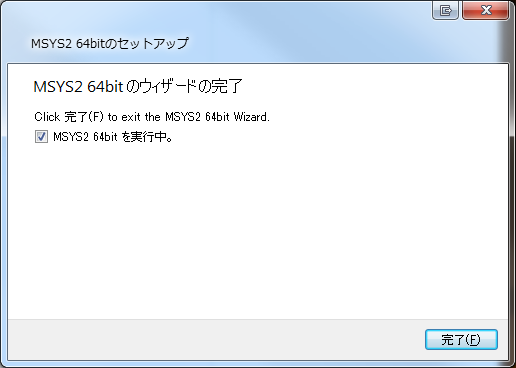 MSYS2 64bitのセットアップ
MSYS2 64bit のウィザードの完了
Click 完了(F) to exit the MSYS2 64bit Wizard.
MSYS2 64bit を実行中。
完了(F)